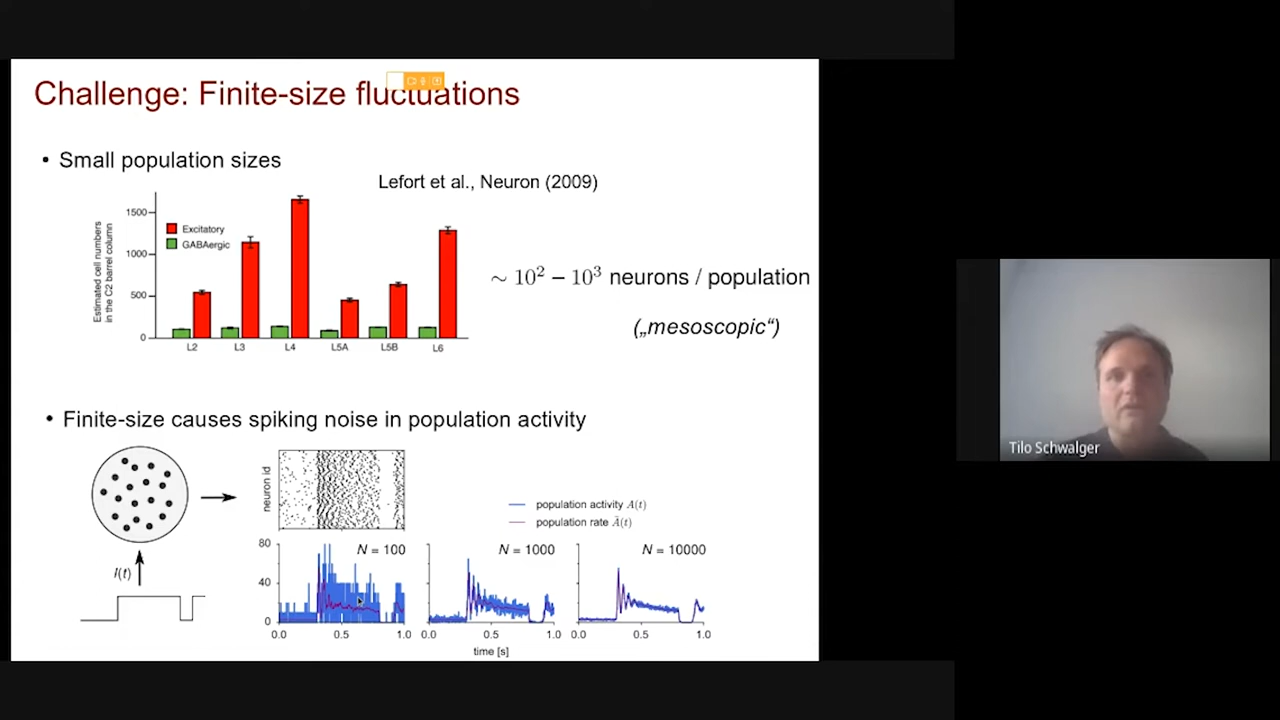 Challenge: Finite-size fluctuations
• Small population sizes
Lefort et al., Neuron (2009)
Estimated cell numbers
in the C2 barrel column
1500
1000
500
0
Excitatory
GABAergic
L2 L3 L4 L5A L5B L6
∼ 10² − 10³ neurons / population
(„mesoscopic“)
• Finite-size causes spiking noise in population activity
I(t)
neuron id
population activity A(t)
population rate Ā(t)
80
40
0
N = 100
N = 1000
N = 10000
0.0 0.5 1.0 0.0 0.5 1.0 0.0 0.5 1.0
time [s]
Tilo Schwalger